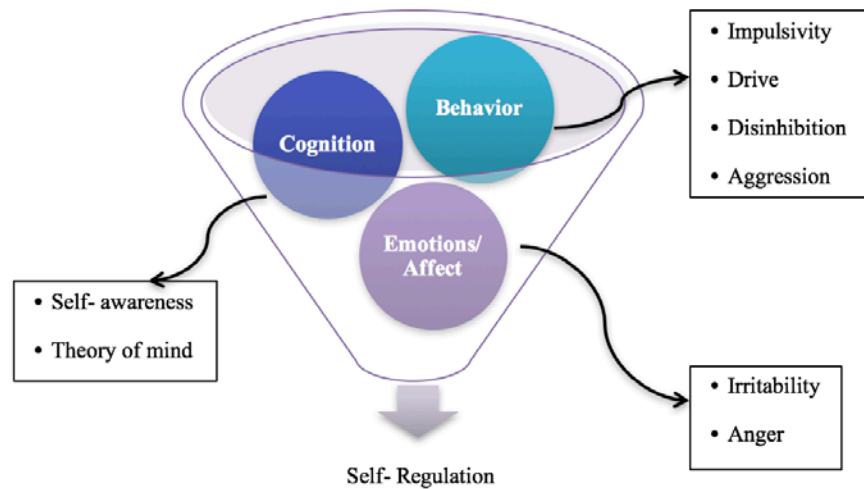 Cognition
Behavior
Emotions/
Affect
• Impulsivity
• Drive
• Disinhibition
• Aggression
• Self- awareness
• Theory of mind
• Irritability
• Anger
Self- Regulation